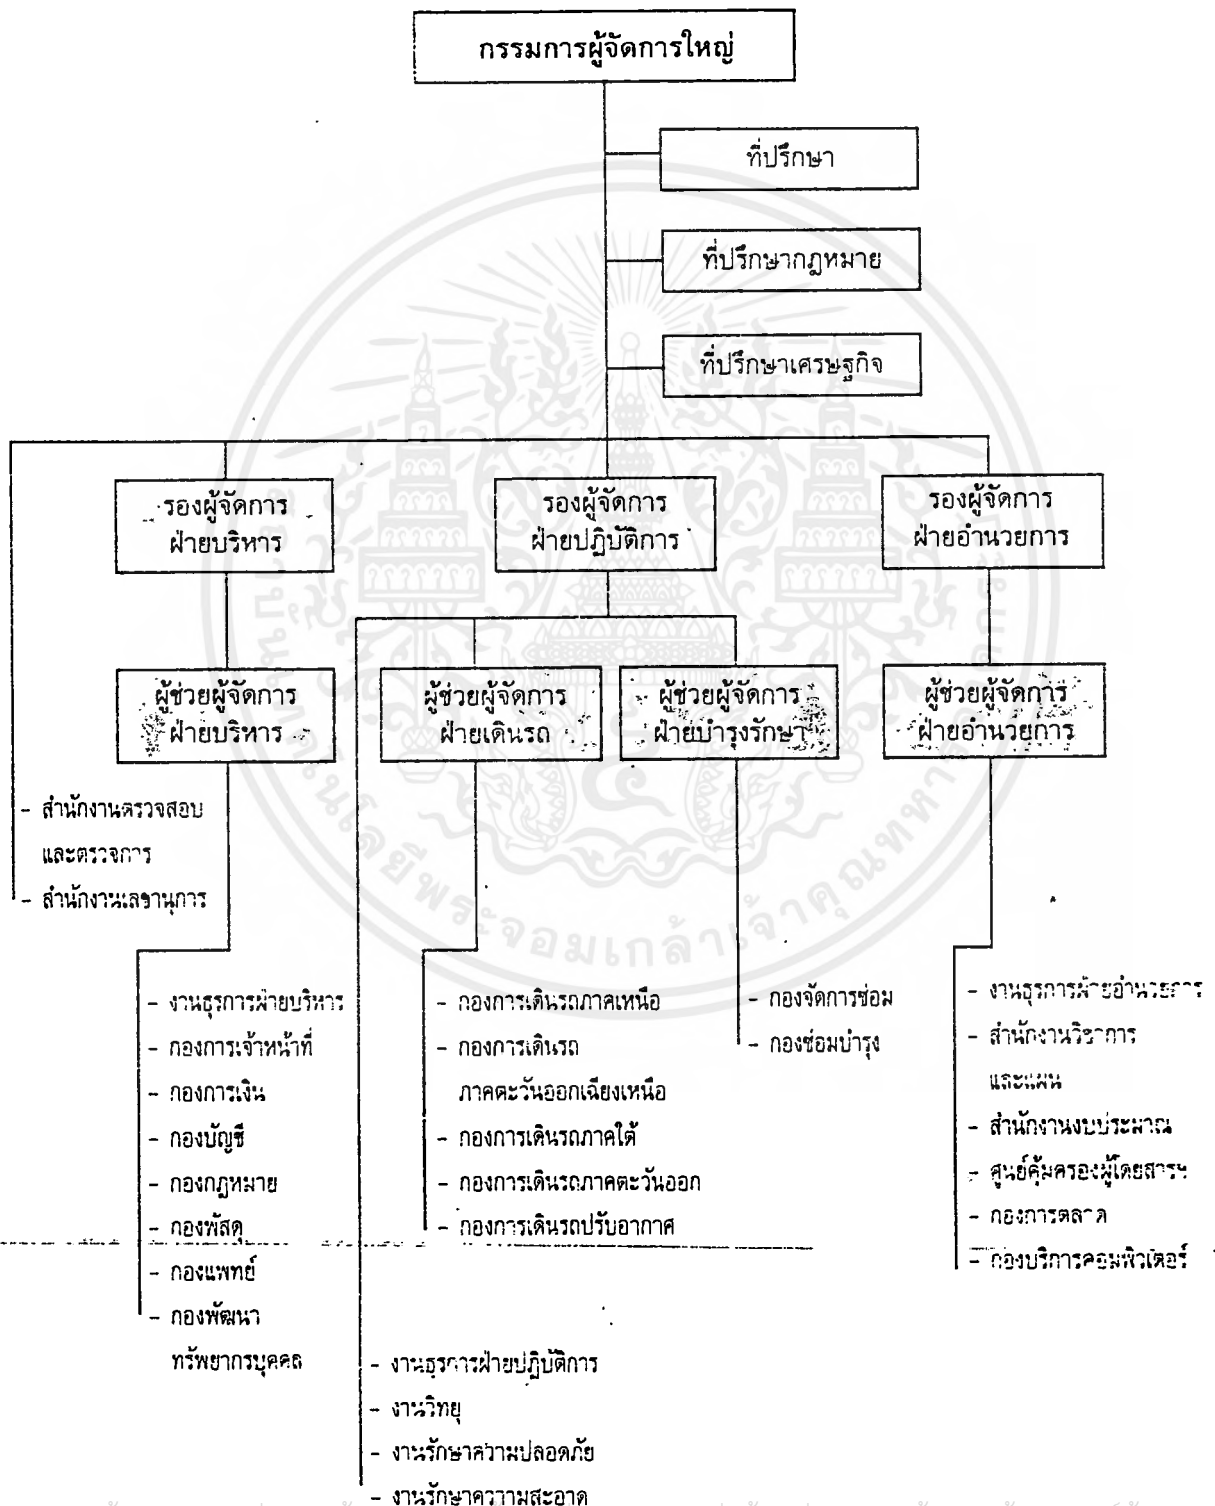 กรรมการผู้จัดการใหญ่
ที่ปรึกษา
ที่ปรึกษากฎหมาย
ที่ปรึกษาเศรษฐกิจ
รองผู้จัดการ
ฝ่ายบริหาร
รองผู้จัดการ
ฝ่ายปฏิบัติการ
รองผู้จัดการ
ฝ่ายอำนวยการ
ผู้ช่วยผู้จัดการ
ฝ่ายบริหาร
ผู้ช่วยผู้จัดการ
ฝ่ายเดินรถ
ผู้ช่วยผู้จัดการ
ฝ่ายบำรุงรักษา
ผู้ช่วยผู้จัดการ
ฝ่ายอำนวยการ
- สำนักงานตรวจสอบ
และตรวจการ
- สำนักงานเลขานุการ
- งานธุรการฝ่ายบริหาร
- กองการเจ้าหน้าที่
- กองการเงิน
- กองบัญชี
- กองกฎหมาย
- กองพัสดุ
- กองแพทย์
- กองพัฒนา
ทรัพยากรบุคคล
- งานธุรการฝ่ายปฏิบัติการ
- งานวิทยุ
- งานรักษาความปลอดภัย
- งานรักษาความสะอาด
- กองการเดินรถภาคเหนือ
- กองการเดินรถ
ภาคตะวันออกเฉียงเหนือ
- กองการเดินรถภาคใต้
- กองการเดินรถภาคตะวันออก
- กองการเดินรถปรับอากาศ
- กองจัดการซ่อม
- กองซ่อมบำรุง
- งานธุรการฝ่ายอำนวยการ
- สำนักงานวิชาการ
และแผน
- สำนักงานงบประมาณ
- ศูนย์คุ้มครองผู้โดยสารฯ
- กองการตลาด
- กองบริการคอมพิวเตอร์